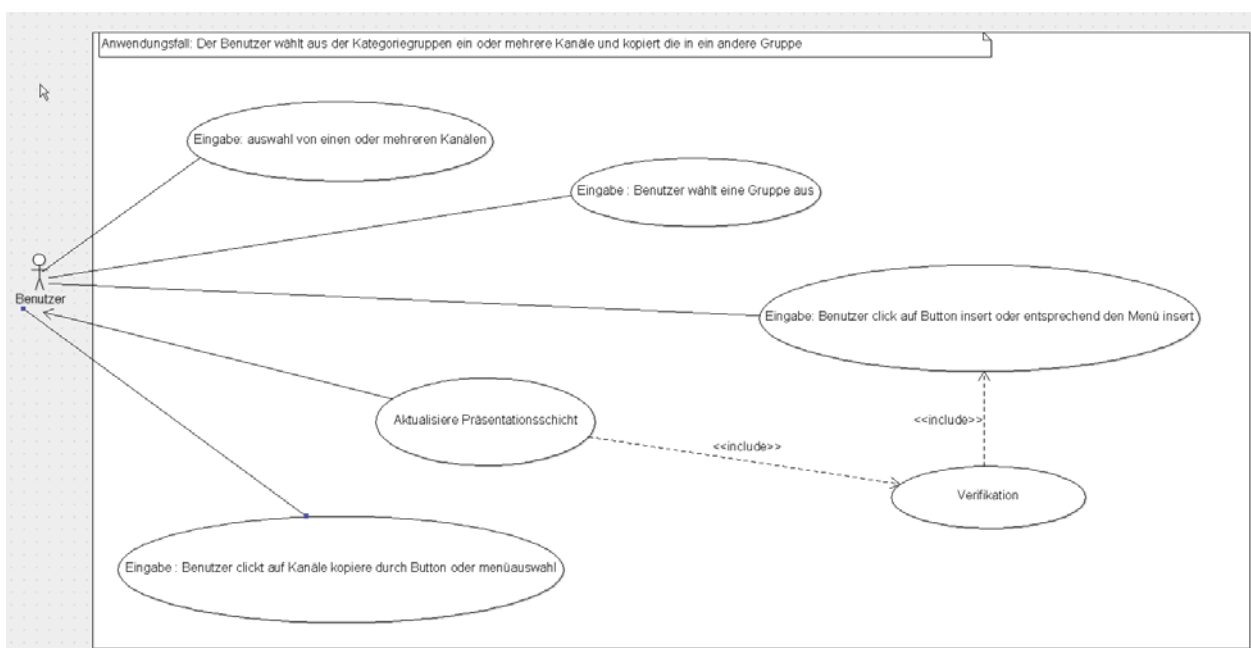 Anwendungsfall: Der Benutzer wählt aus der Kategoriegruppen ein oder mehrere Kanäle und kopiert die in ein andere Gruppe
Eingabe: auswahl von einen oder mehreren Kanälen
Eingabe : Benutzer wählt eine Gruppe aus
Benutzer
Eingabe: Benutzer click auf Button insert oder entsprechend den Menü insert
Aktualisiere Präsentationsschicht
<<include>>
<<include>>
Verifikation
Eingabe : Benutzer clickt auf Kanäle kopiere durch Button oder menüauswahl